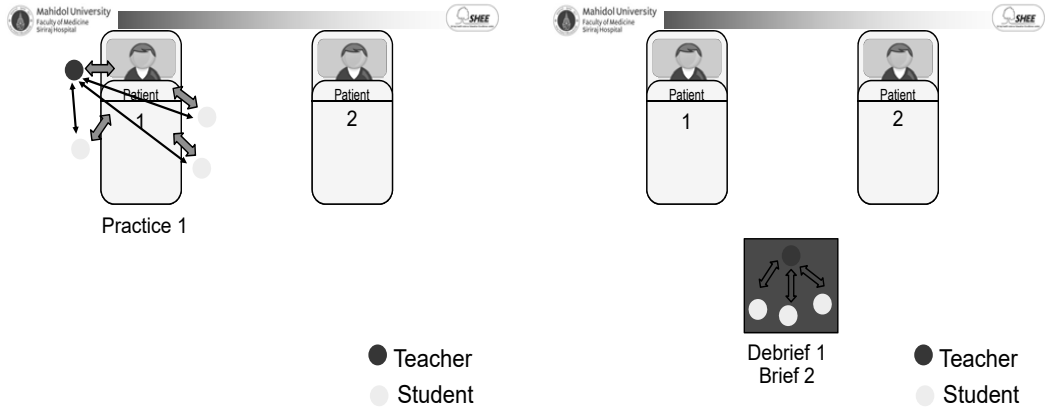 Mahidol University
Faculty of Medicine
Siriraj Hospital
SHEE
Patient
1
Patient
2
Practice 1
Teacher
Student
Mahidol University
Faculty of Medicine
Siriraj Hospital
SHEE
Patient
1
Patient
2
Debrief 1
Brief 2
Teacher
Student